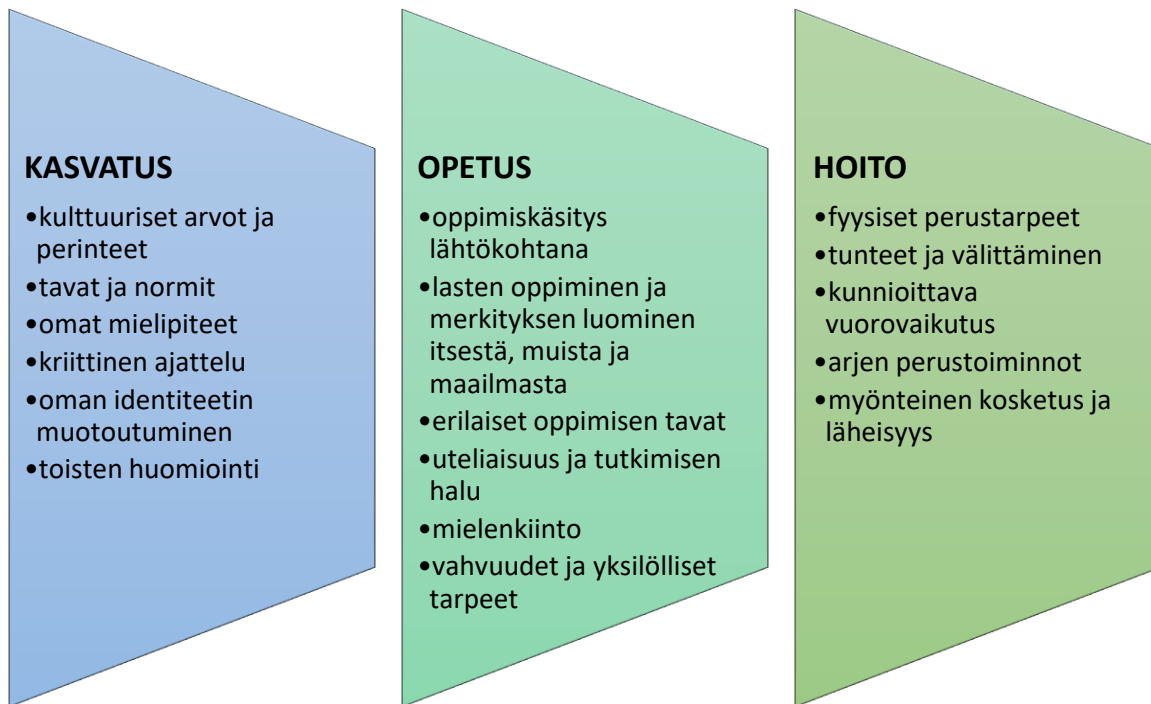 KASVATUS
•kulttuuriset arvot ja
perinteet
•tavat ja normit
•omat mielipiteet
•kriittinen ajattelu
•oman identiteetin
muotoutuminen
•toisten huomiointi
OPETUS
•oppimiskäsitys
lähtökohtana
•lasten oppiminen ja
merkityksen luominen
itsestä, muista ja
maailmasta
•erilaiset oppimisen tavat
•uteliaisuus ja tutkimisen
halu
•mielenkiinto
•vahvuudet ja yksilölliset
tarpeet
HOITO
•fyysiset perustarpeet
•tunteet ja välittäminen
•kunnioittava
vuorovaikutus
•arjen perustoiminnot
•myönteinen kosketus ja
läheisyys